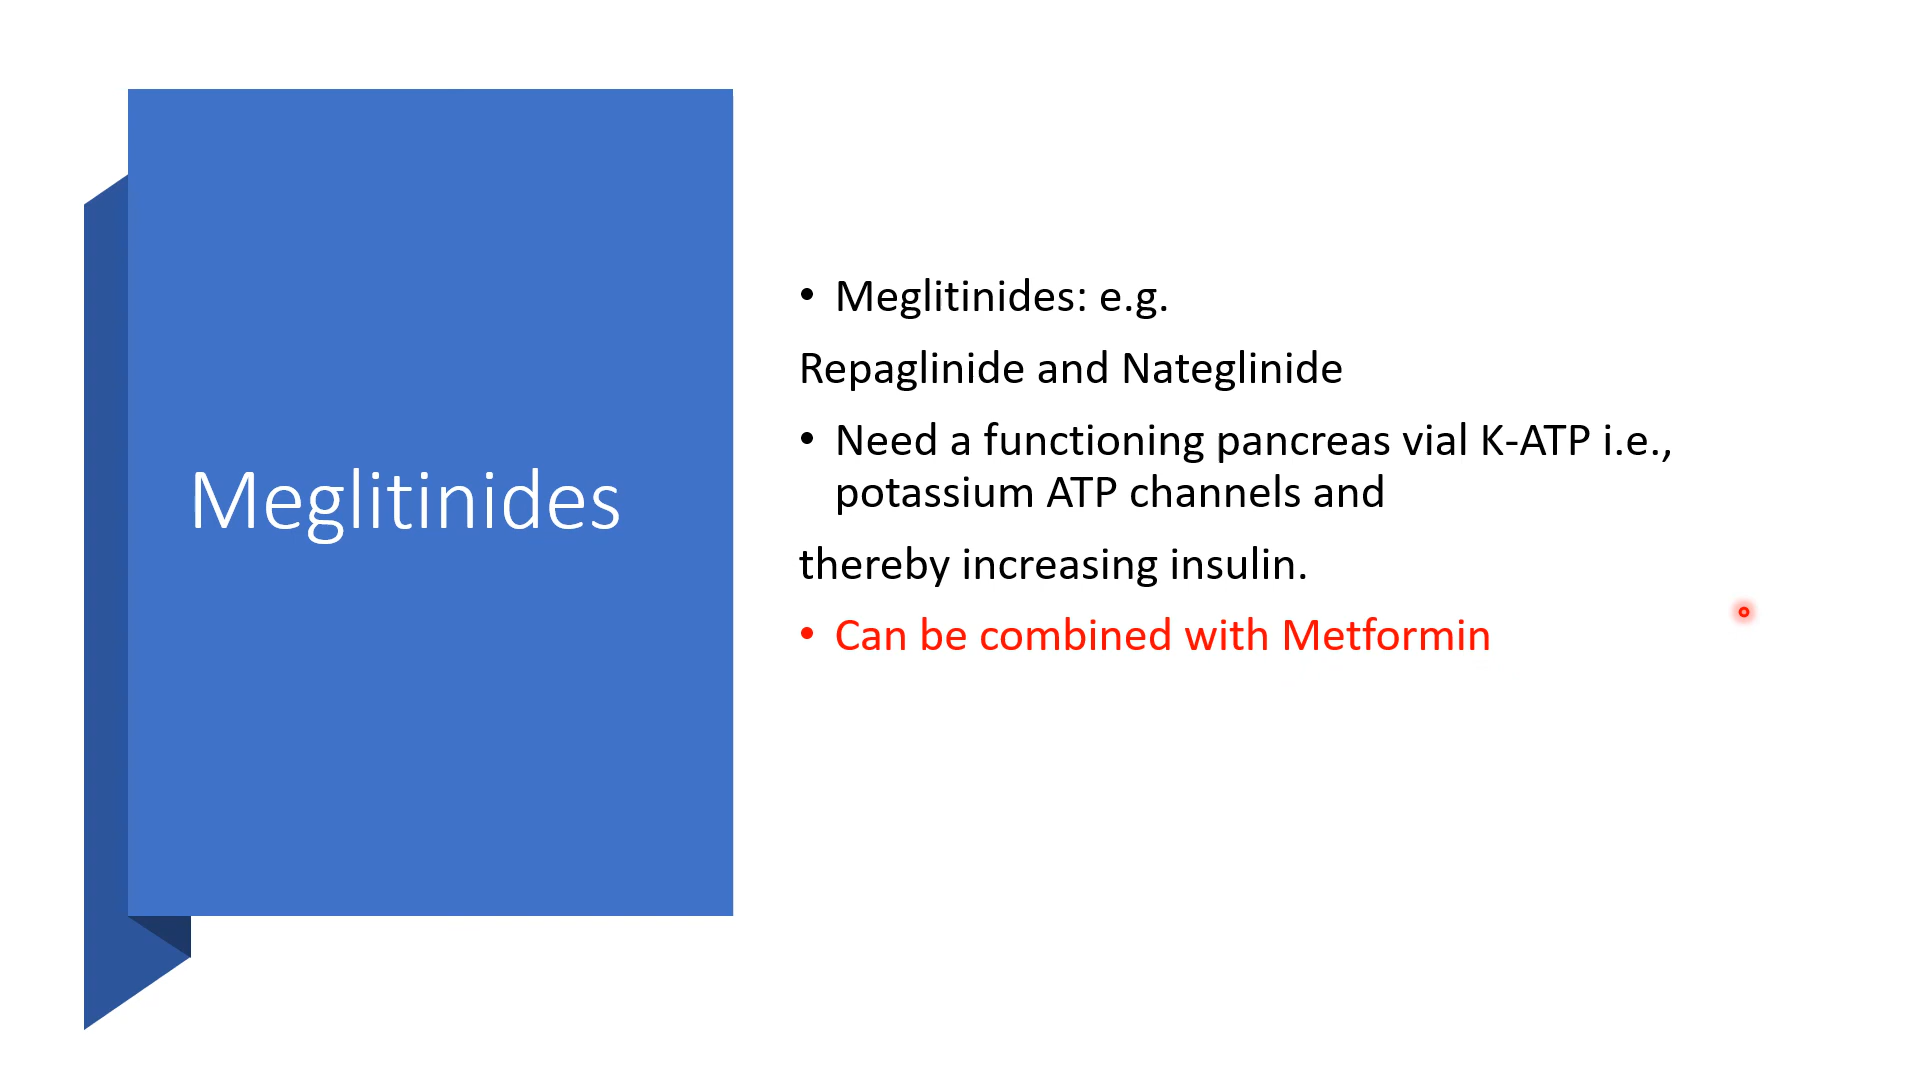 Meglitinides
• Meglitinides: e.g.
Repaglinide and Nateglinide
• Need a functioning pancreas vial K-ATP i.e.,
potassium ATP channels and
thereby increasing insulin.
• Can be combined with Metformin